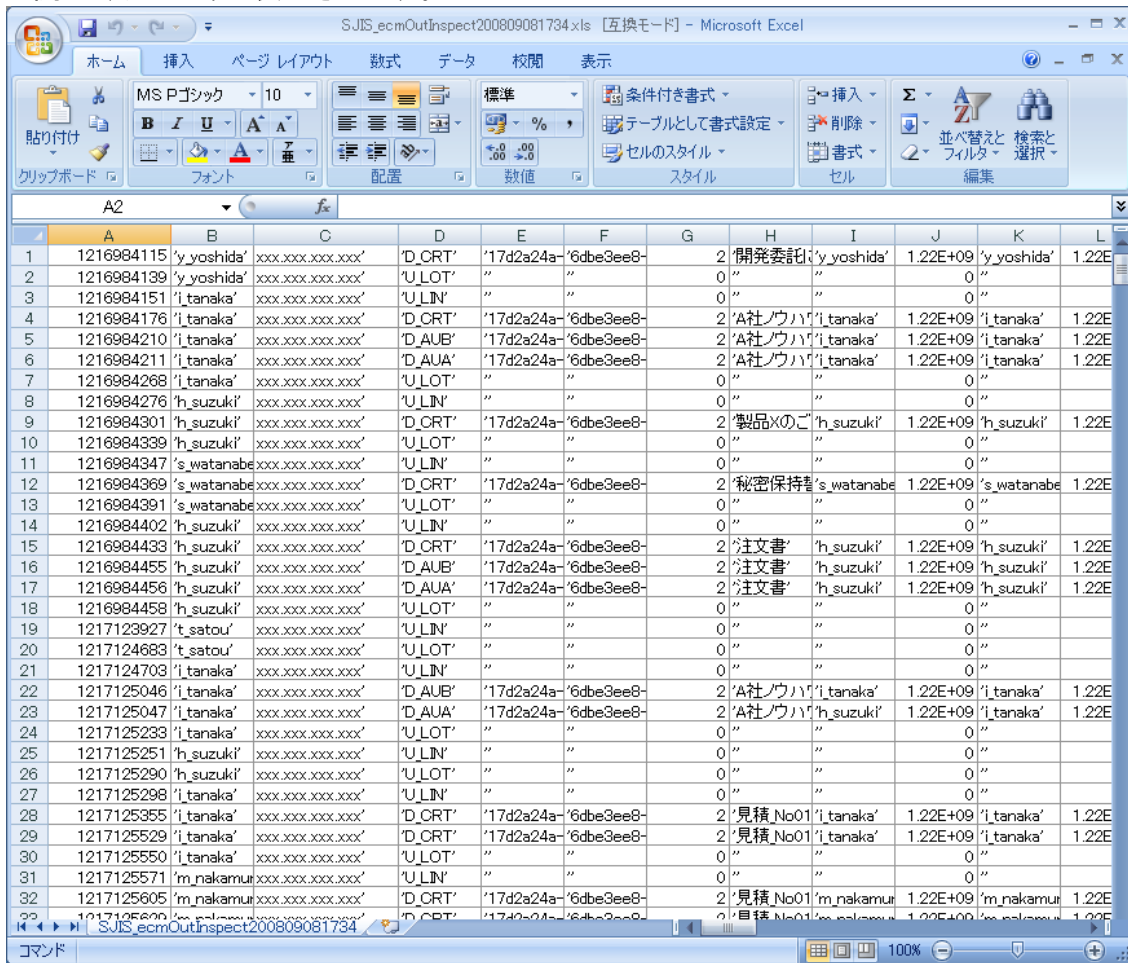 SJIS_ecmOutInspect200809081734.xls [互換モード] - Microsoft Excel
ホーム 挿入 ページ レイアウト 数式 データ 校閲 表示
MS Pゴシック 10 標準 条件付き書式 挿入 Σ
貼り付け B I U A A % , テーブルとして書式設定 削除 並べ替えと フィルタ 検索と 選択
A 亜 .00 .0 セルのスタイル 書式
クリップボード フォント 配置 数値 スタイル セル 編集
A2 fx
A B C D E F G H I J K L
1 1216984115 'y_yoshida' xxx.xxx.xxx.xxx' 'D_CRT' '17d2a24a- '6dbe3ee8- 2 '開発委託に 'y_yoshida' 1.22E+09 'y_yoshida' 1.22E
2 1216984139 'y_yoshida' xxx.xxx.xxx.xxx' 'U_LOT' '' '' 0 '' '' 0 ''
3 1216984151 'i_tanaka' xxx.xxx.xxx.xxx' 'U_LIN' '' '' 0 '' '' 0 ''
4 1216984176 'i_tanaka' xxx.xxx.xxx.xxx' 'D_CRT' '17d2a24a- '6dbe3ee8- 2 'A社ノウハウ 'i_tanaka' 1.22E+09 'i_tanaka' 1.22E
5 1216984210 'i_tanaka' xxx.xxx.xxx.xxx' 'D_AUB' '17d2a24a- '6dbe3ee8- 2 'A社ノウハウ 'i_tanaka' 1.22E+09 'i_tanaka' 1.22E
6 1216984211 'i_tanaka' xxx.xxx.xxx.xxx' 'D_AUA' '17d2a24a- '6dbe3ee8- 2 'A社ノウハウ 'i_tanaka' 1.22E+09 'i_tanaka' 1.22E
7 1216984268 'i_tanaka' xxx.xxx.xxx.xxx' 'U_LOT' '' '' 0 '' '' 0 ''
8 1216984276 'h_suzuki' xxx.xxx.xxx.xxx' 'U_LIN' '' '' 0 '' '' 0 ''
9 1216984301 'h_suzuki' xxx.xxx.xxx.xxx' 'D_CRT' '17d2a24a- '6dbe3ee8- 2 '製品Xのご 'h_suzuki' 1.22E+09 'h_suzuki' 1.22E
10 1216984339 'h_suzuki' xxx.xxx.xxx.xxx' 'U_LOT' '' '' 0 '' '' 0 ''
11 1216984347 's_watanabe xxx.xxx.xxx.xxx' 'U_LIN' '' '' 0 '' '' 0 ''
12 1216984369 's_watanabe xxx.xxx.xxx.xxx' 'D_CRT' '17d2a24a- '6dbe3ee8- 2 '秘密保持 's_watanabe 1.22E+09 's_watanabe 1.22E
13 1216984391 's_watanabe xxx.xxx.xxx.xxx' 'U_LOT' '' '' 0 '' '' 0 ''
14 1216984402 'h_suzuki' xxx.xxx.xxx.xxx' 'U_LIN' '' '' 0 '' '' 0 ''
15 1216984433 'h_suzuki' xxx.xxx.xxx.xxx' 'D_CRT' '17d2a24a- '6dbe3ee8- 2 '注文書' 'h_suzuki' 1.22E+09 'h_suzuki' 1.22E
16 1216984455 'h_suzuki' xxx.xxx.xxx.xxx' 'D_AUB' '17d2a24a- '6dbe3ee8- 2 '注文書' 'h_suzuki' 1.22E+09 'h_suzuki' 1.22E
17 1216984456 'h_suzuki' xxx.xxx.xxx.xxx' 'D_AUA' '17d2a24a- '6dbe3ee8- 2 '注文書' 'h_suzuki' 1.22E+09 'h_suzuki' 1.22E
18 1216984458 'h_suzuki' xxx.xxx.xxx.xxx' 'U_LOT' '' '' 0 '' '' 0 ''
19 1217123927 't_satou' xxx.xxx.xxx.xxx' 'U_LIN' '' '' 0 '' '' 0 ''
20 1217124683 't_satou' xxx.xxx.xxx.xxx' 'U_LOT' '' '' 0 '' '' 0 ''
21 1217124703 'i_tanaka' xxx.xxx.xxx.xxx' 'U_LIN' '' '' 0 '' '' 0 ''
22 1217125046 'i_tanaka' xxx.xxx.xxx.xxx' 'D_AUB' '17d2a24a- '6dbe3ee8- 2 'A社ノウハウ 'i_tanaka' 1.22E+09 'i_tanaka' 1.22E
23 1217125047 'i_tanaka' xxx.xxx.xxx.xxx' 'D_AUA' '17d2a24a- '6dbe3ee8- 2 'A社ノウハウ 'h_suzuki' 1.22E+09 'i_tanaka' 1.22E
24 1217125233 'i_tanaka' xxx.xxx.xxx.xxx' 'U_LOT' '' '' 0 '' '' 0 ''
25 1217125251 'h_suzuki' xxx.xxx.xxx.xxx' 'U_LIN' '' '' 0 '' '' 0 ''
26 1217125290 'h_suzuki' xxx.xxx.xxx.xxx' 'U_LOT' '' '' 0 '' '' 0 ''
27 1217125298 'i_tanaka' xxx.xxx.xxx.xxx' 'U_LIN' '' '' 0 '' '' 0 ''
28 1217125355 'i_tanaka' xxx.xxx.xxx.xxx' 'D_CRT' '17d2a24a- '6dbe3ee8- 2 '見積_No01 'i_tanaka' 1.22E+09 'i_tanaka' 1.22E
29 1217125529 'i_tanaka' xxx.xxx.xxx.xxx' 'D_CRT' '17d2a24a- '6dbe3ee8- 2 '見積_No01 'i_tanaka' 1.22E+09 'i_tanaka' 1.22E
30 1217125550 'i_tanaka' xxx.xxx.xxx.xxx' 'U_LOT' '' '' 0 '' '' 0 ''
31 1217125571 'm_nakamur xxx.xxx.xxx.xxx' 'U_LIN' '' '' 0 '' '' 0 ''
32 1217125605 'm_nakamur xxx.xxx.xxx.xxx' 'D_CRT' '17d2a24a- '6dbe3ee8- 2 '見積_No01 'm_nakamur 1.22E+09 'm_nakamur 1.22E
SJIS_ecmOutInspect200809081734
コマンド 100%